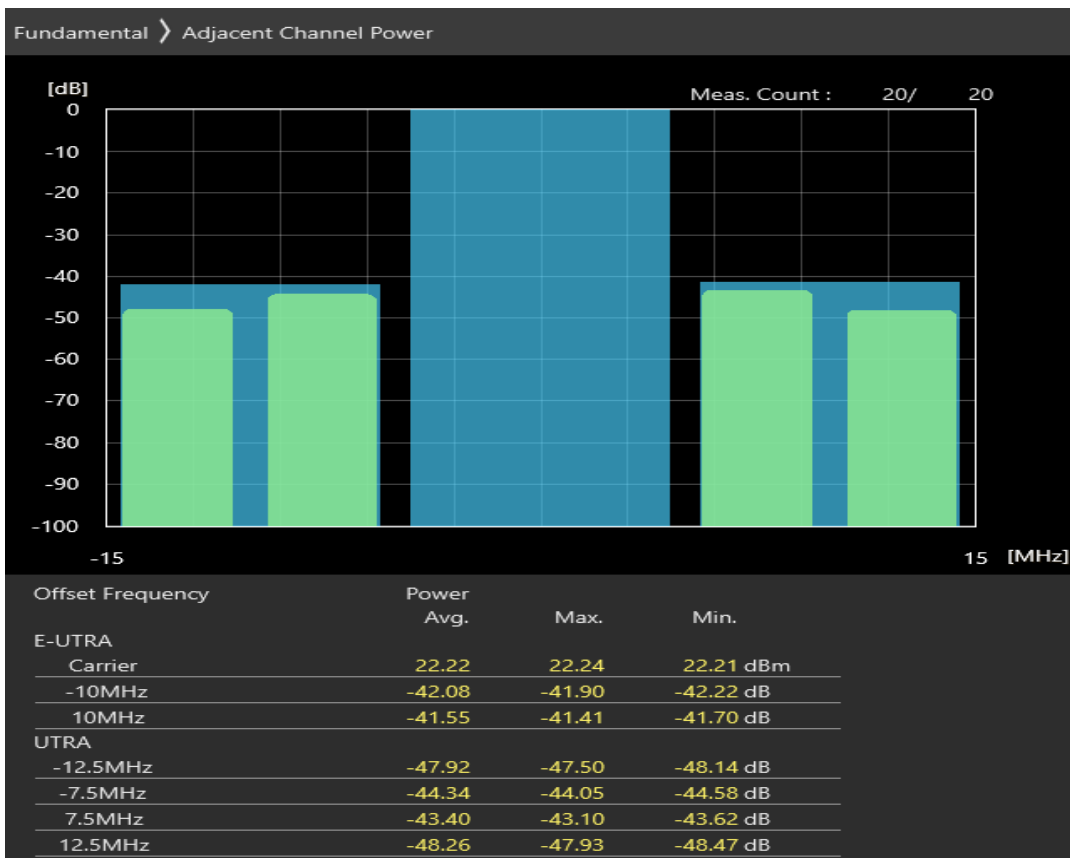 Fundamental 〉 Adjacent Channel Power
[dB]
Meas. Count : 20/ 20
0
-10
-20
-30
-40
-50
-60
-70
-80
-90
-100
-15 15 [MHz]
Offset Frequency Power
Avg. Max. Min.
E-UTRA
Carrier 22.22 22.24 22.21 dBm
-10MHz -42.08 -41.90 -42.22 dB
10MHz -41.55 -41.41 -41.70 dB
UTRA
-12.5MHz -47.92 -47.50 -48.14 dB
-7.5MHz -44.34 -44.05 -44.58 dB
7.5MHz -43.40 -43.10 -43.62 dB
12.5MHz -48.26 -47.93 -48.47 dB